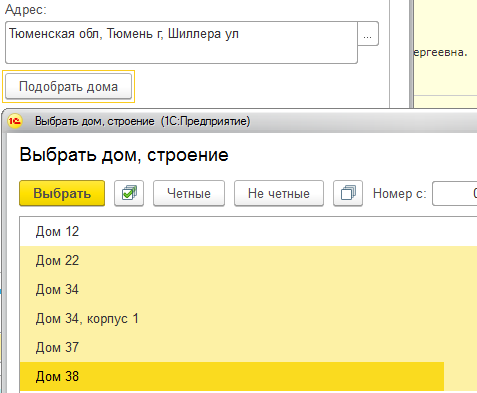 Адрес:
Тюменская обл, Тюмень г, Шиллера ул
...
ергеевна.
Подобрать дома
1С Выбрать дом, строение (1С:Предприятие)
Выбрать дом, строение
Выбрать Четные Не четные Номер с: 0
Дом 12
Дом 22
Дом 34
Дом 34, корпус 1
Дом 37
Дом 38